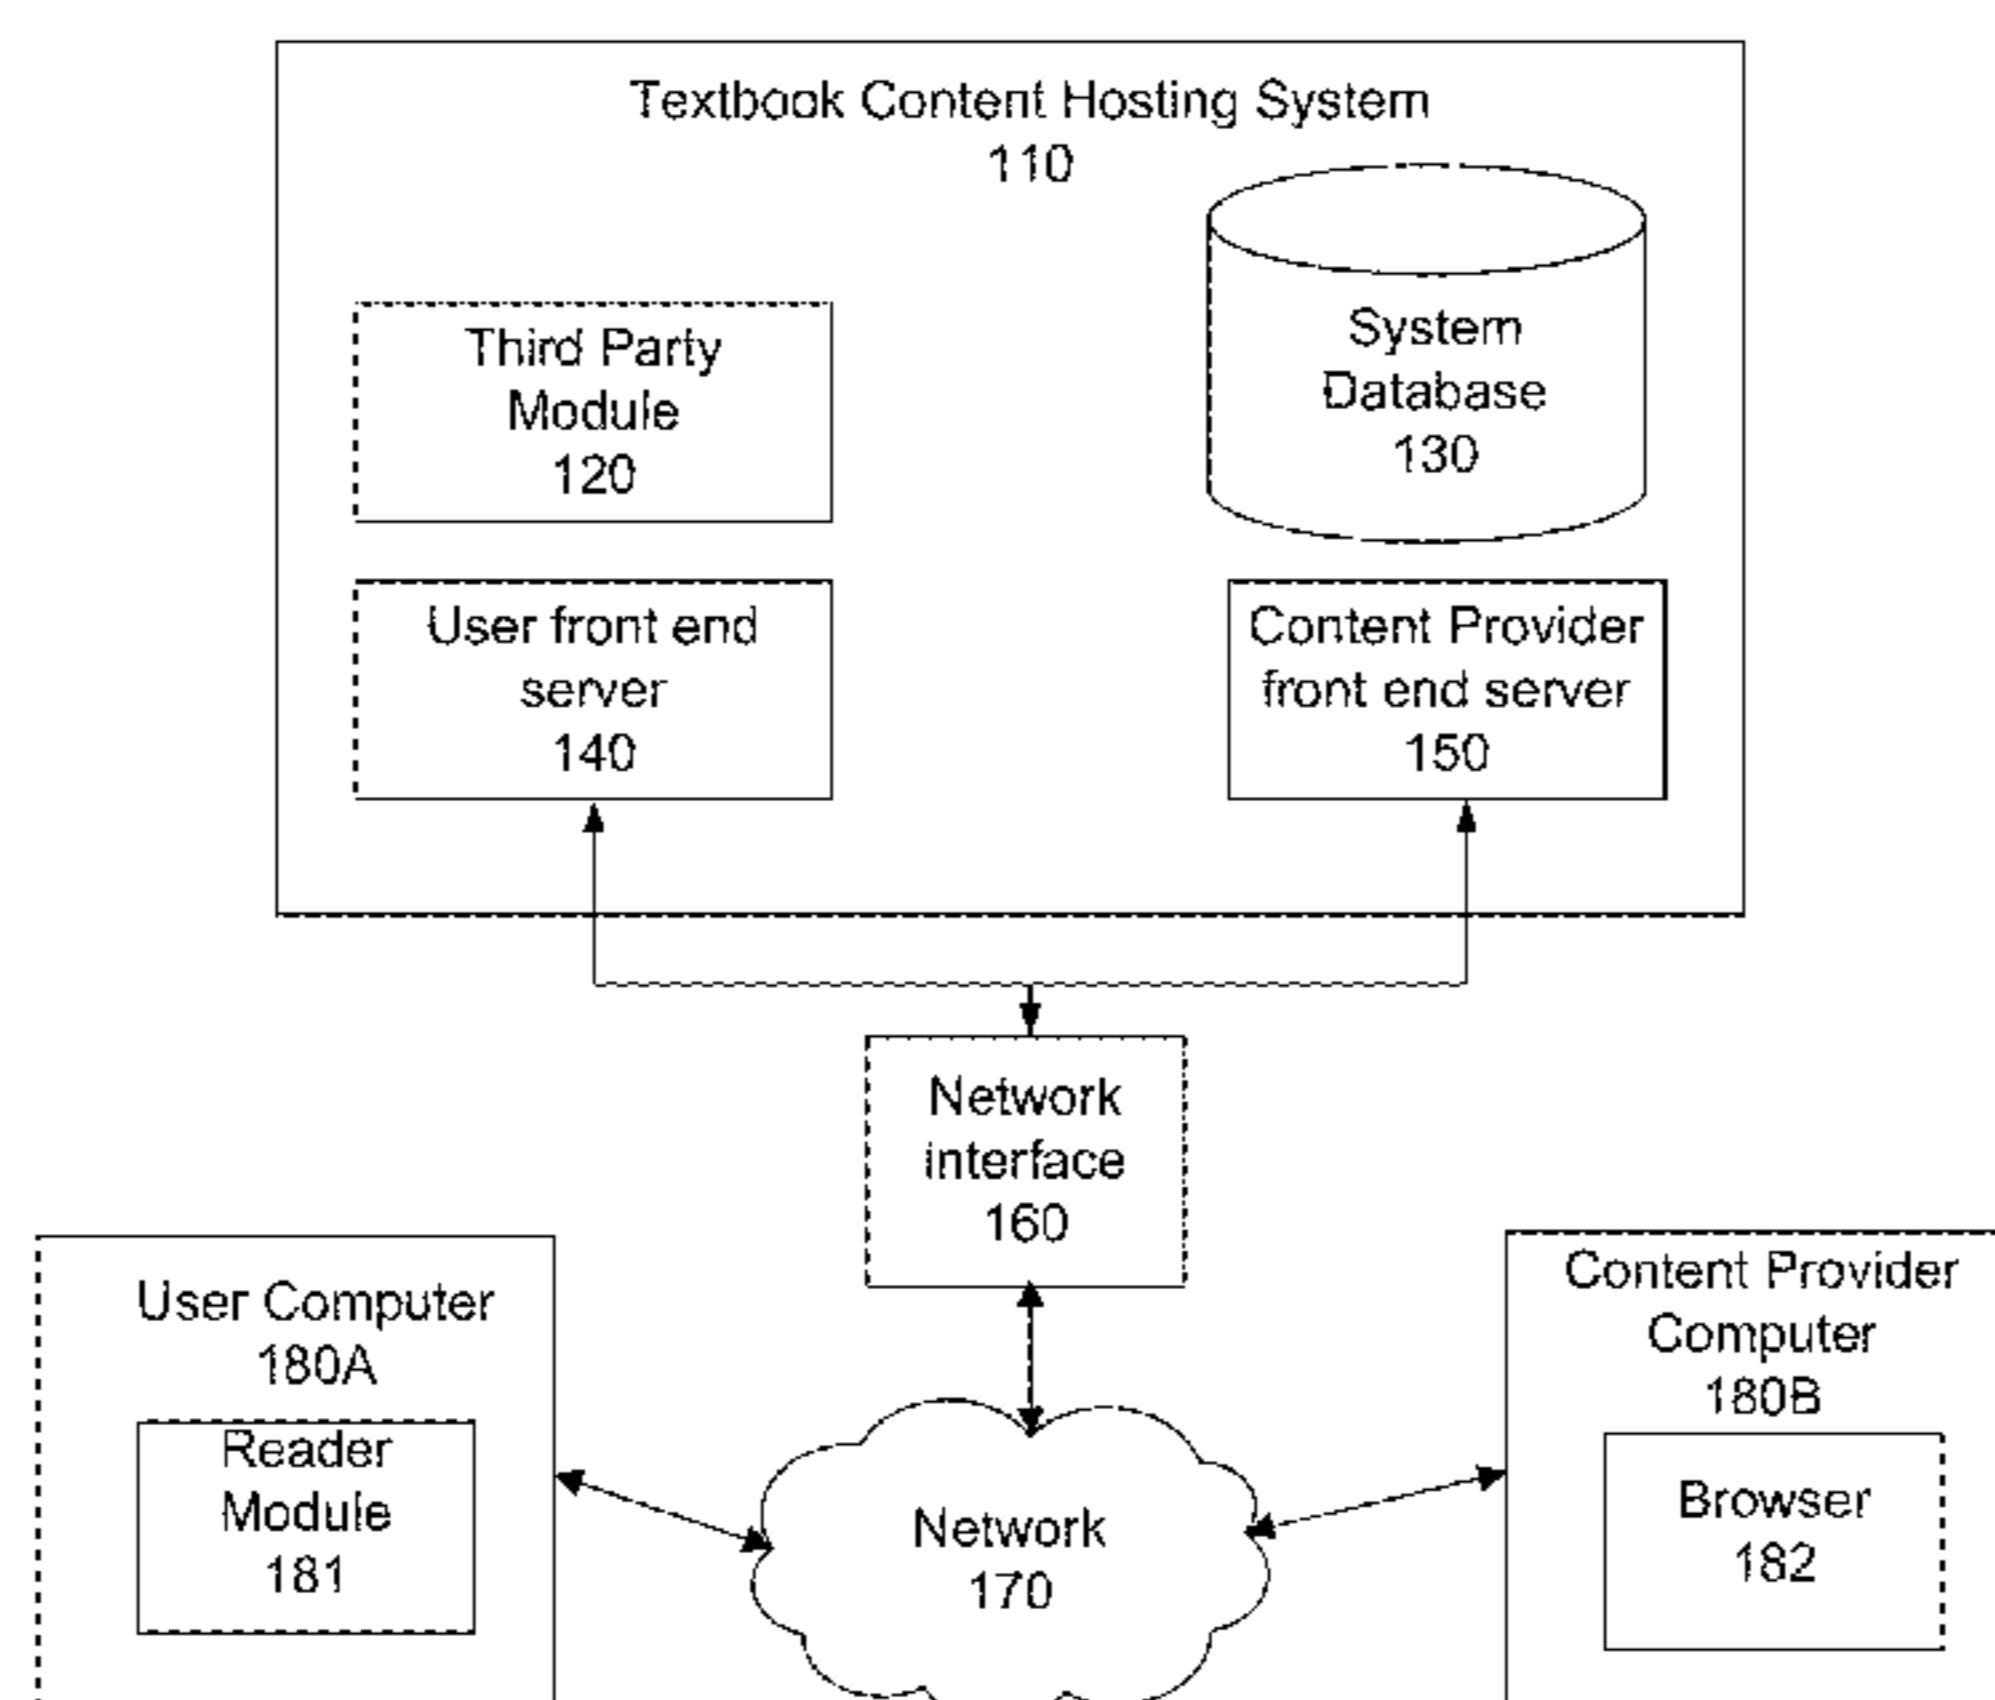 Textbook Content Hosting System
110
Third Party
Module
120
System
Database
130
User front end
server
140
Content Provider
front end server
150
Network
interface
160
User Computer
180A
Reader
Module
181
Network
170
Content Provider
Computer
180B
Browser
182